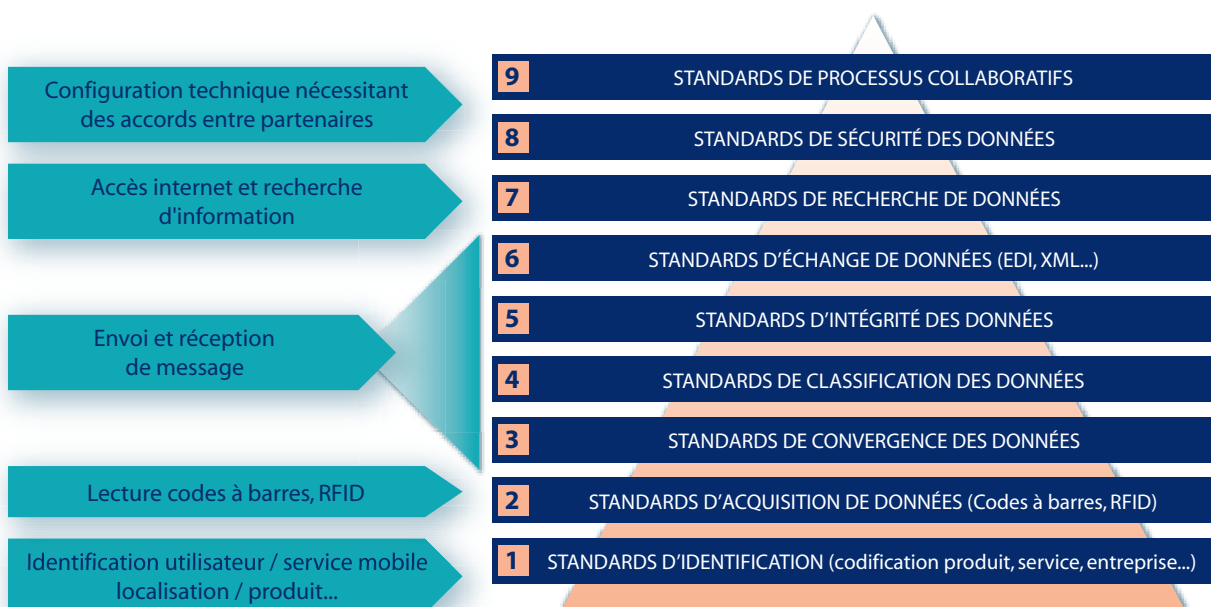 Configuration technique nécessitant
des accords entre partenaires
9 STANDARDS DE PROCESSUS COLLABORATIFS
8 STANDARDS DE SÉCURITÉ DES DONNÉES
Accès internet et recherche
d'information
7 STANDARDS DE RECHERCHE DE DONNÉES
Envoi et réception
de message
6 STANDARDS D’ÉCHANGE DE DONNÉES (EDI, XML...)
5 STANDARDS D’INTÉGRITÉ DES DONNÉES
4 STANDARDS DE CLASSIFICATION DES DONNÉES
3 STANDARDS DE CONVERGENCE DES DONNÉES
Lecture codes à barres, RFID
2 STANDARDS D’ACQUISITION DE DONNÉES (Codes à barres, RFID)
Identification utilisateur / service mobile
localisation / produit...
1 STANDARDS D’IDENTIFICATION (codification produit, service, entreprise...)